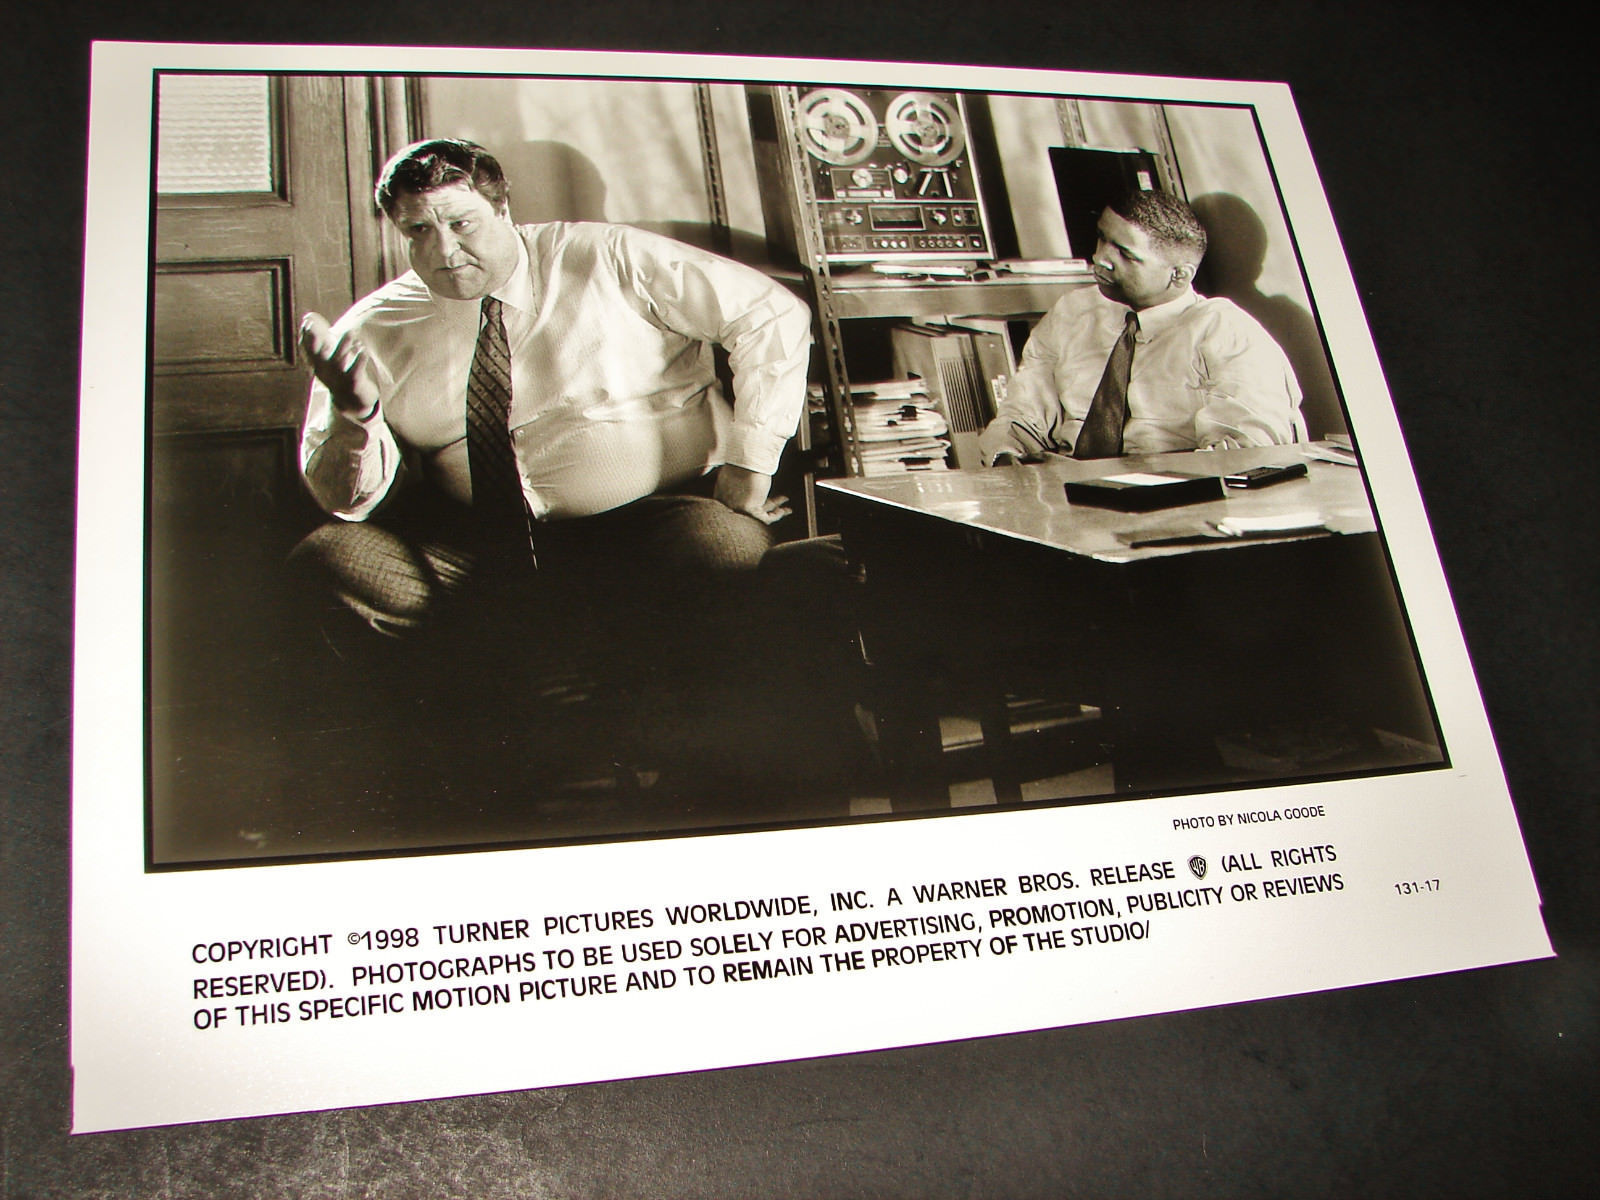 PHOTO BY NICOLA GOODE
COPYRIGHT ©1998 TURNER PICTURES WORLDWIDE, INC. A WARNER BROS. RELEASE WB (ALL RIGHTS
RESERVED). PHOTOGRAPHS TO BE USED SOLELY FOR ADVERTISING, PROMOTION, PUBLICITY OR REVIEWS
OF THIS SPECIFIC MOTION PICTURE AND TO REMAIN THE PROPERTY OF THE STUDIO/
131-17